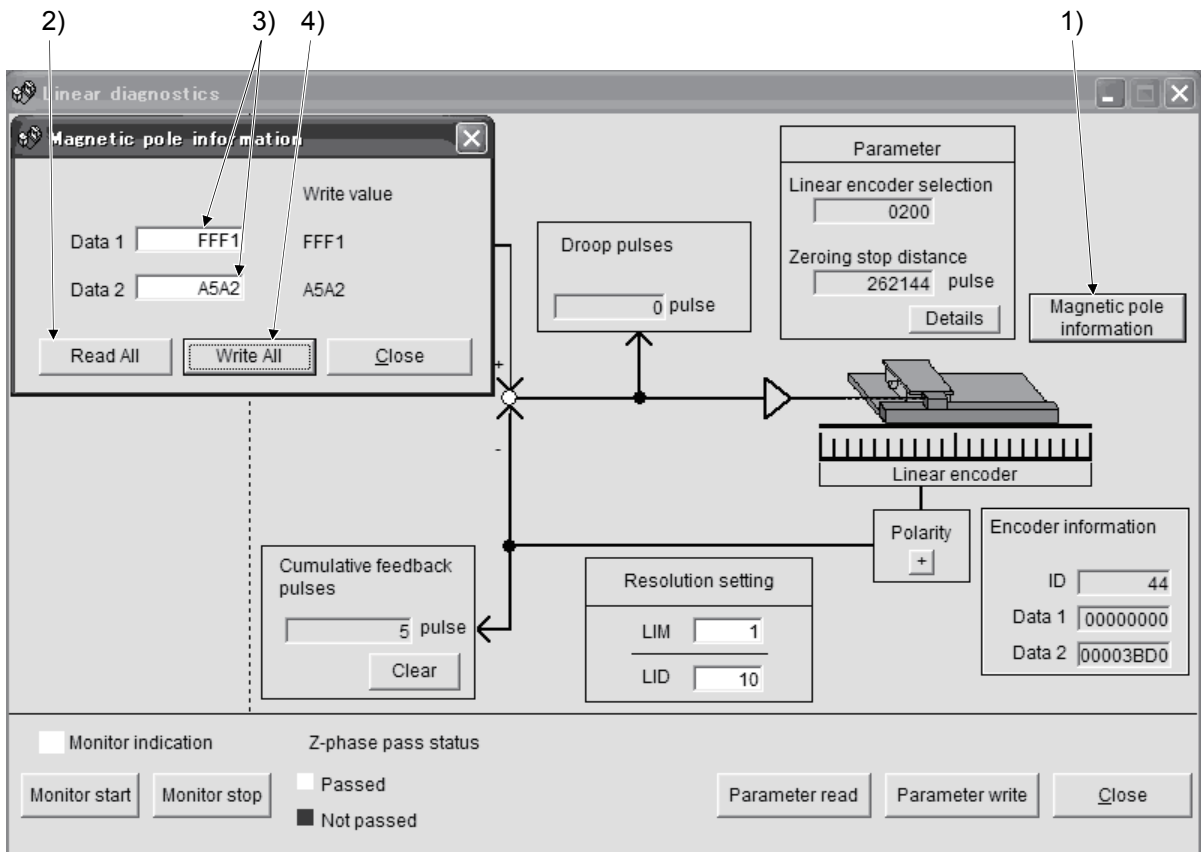 2)
3)
4)
1)
Linear diagnostics
Magnetic pole information
Write value
Data 1 FFF1 FFF1
Data 2 A5A2 A5A2
Read All Write All Close
+
-
Droop pulses
0 pulse
Parameter
Linear encoder selection
0200
Zeroing stop distance
262144 pulse
Details
Magnetic pole
information
Linear encoder
Polarity
+
Encoder information
ID 44
Data 1 00000000
Data 2 00003BD0
Cumulative feedback
pulses
5 pulse
Clear
Resolution setting
LIM 1
LID 10
Monitor indication
Z-phase pass status
Passed
Not passed
Monitor start Monitor stop
Parameter read Parameter write Close